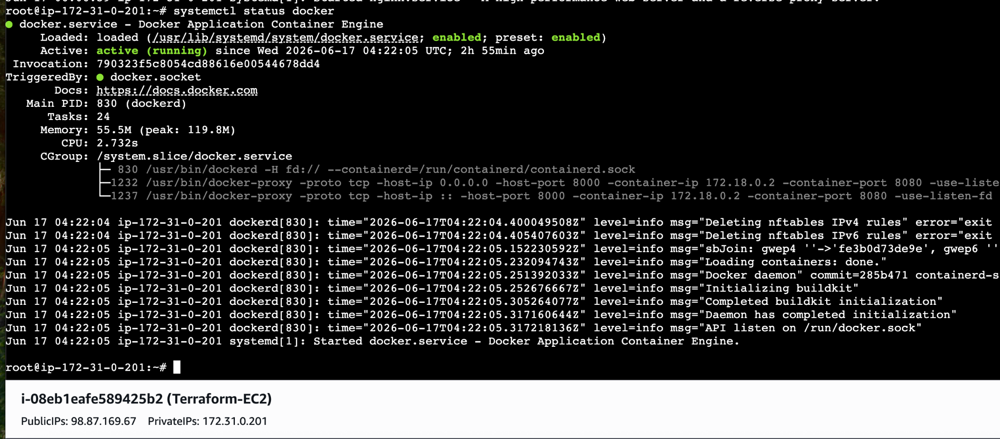 root@ip-172-31-0-201:~# systemctl status docker
● docker.service – Docker Application Container Engine
Loaded: loaded (/usr/lib/systemd/system/docker.service; enabled; preset: enabled)
Active: active (running) since Wed 2026-06-17 04:22:05 UTC; 2h 55min ago
Invocation: 790323f5c8054cd88616e00544678dd4
TriggeredBy: ● docker.socket
Docs: https://docs.docker.com
Main PID: 830 (dockerd)
Tasks: 24
Memory: 55.5M (peak: 119.8M)
CPU: 2.732s
CGroup: /system.slice/docker.service
├─ 830 /usr/bin/dockerd -H fd:// --containerd=/run/containerd/containerd.sock
├─1232 /usr/bin/docker-proxy -proto tcp -host-ip 0.0.0.0 -host-port 8000 -container-ip 172.18.0.2 -container-port 8080 -use-liste
└─1237 /usr/bin/docker-proxy -proto tcp -host-ip :: -host-port 8000 -container-ip 172.18.0.2 -container-port 8080 -use-listen-fd
Jun 17 04:22:04 ip-172-31-0-201 dockerd[830]: time="2026-06-17T04:22:04.400049508Z" level=info msg="Deleting nftables IPv4 rules" error="exit
Jun 17 04:22:04 ip-172-31-0-201 dockerd[830]: time="2026-06-17T04:22:04.405407603Z" level=info msg="Deleting nftables IPv6 rules" error="exit
Jun 17 04:22:05 ip-172-31-0-201 dockerd[830]: time="2026-06-17T04:22:05.152230592Z" level=info msg="sbJoin: gwep4 ''->'fe3b0d73de9e', gwep6 ''
Jun 17 04:22:05 ip-172-31-0-201 dockerd[830]: time="2026-06-17T04:22:05.232094743Z" level=info msg="Loading containers: done."
Jun 17 04:22:05 ip-172-31-0-201 dockerd[830]: time="2026-06-17T04:22:05.251392033Z" level=info msg="Docker daemon" commit=285b471 containerd-s
Jun 17 04:22:05 ip-172-31-0-201 dockerd[830]: time="2026-06-17T04:22:05.252676667Z" level=info msg="Initializing buildkit"
Jun 17 04:22:05 ip-172-31-0-201 dockerd[830]: time="2026-06-17T04:22:05.305264077Z" level=info msg="Completed buildkit initialization"
Jun 17 04:22:05 ip-172-31-0-201 dockerd[830]: time="2026-06-17T04:22:05.317160644Z" level=info msg="Daemon has completed initialization"
Jun 17 04:22:05 ip-172-31-0-201 dockerd[830]: time="2026-06-17T04:22:05.317218136Z" level=info msg="API listen on /run/docker.sock"
Jun 17 04:22:05 ip-172-31-0-201 systemd[1]: Started docker.service – Docker Application Container Engine.
root@ip-172-31-0-201:~#
i-08eb1eafe589425b2 (Terraform-EC2)
PublicIPs: 98.87.169.67 PrivateIPs: 172.31.0.201